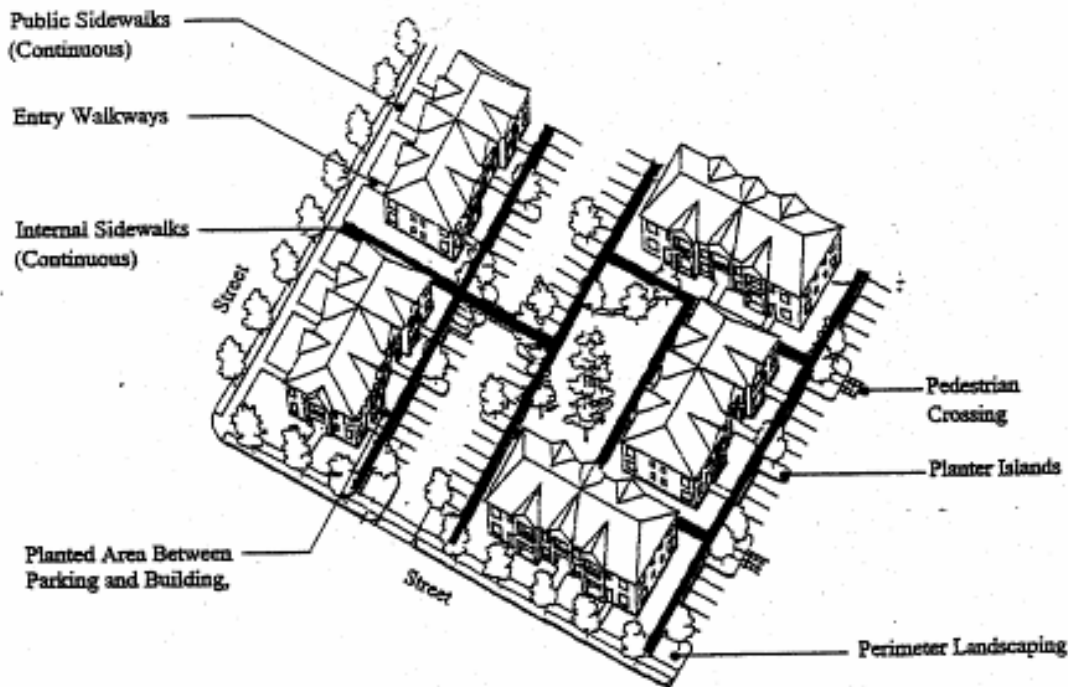 Public Sidewalks
(Continuous)
Entry Walkways
Internal Sidewalks
(Continuous)
Street
Pedestrian
Crossing
Planter Islands
Planted Area Between
Parking and Building,
Street
Perimeter Landscaping